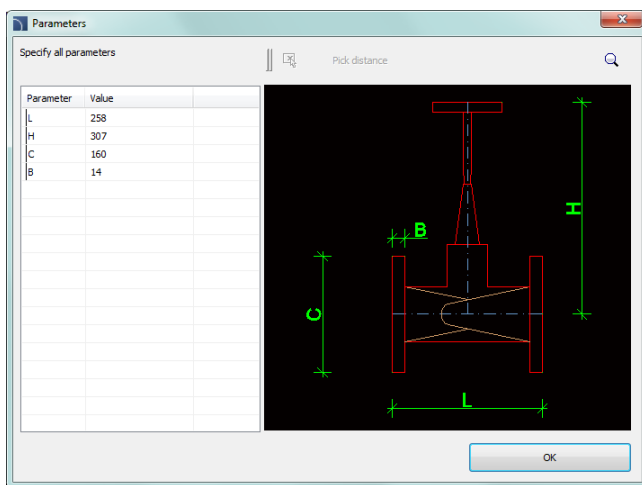 Parameters
Specify all parameters
Pick distance
Parameter Value
L 258
H 307
C 160
B 14
H
B
C
L
OK